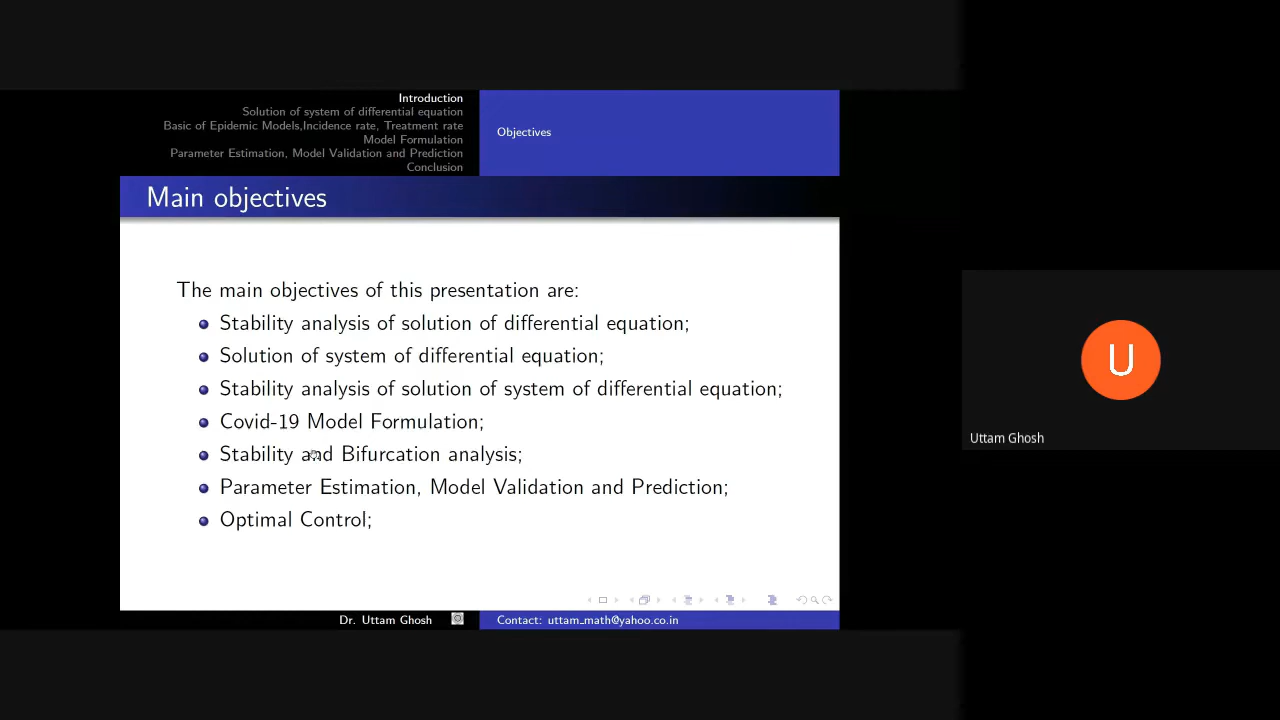 Introduction
Solution of system of differential equation
Basic of Epidemic Models,Incidence rate, Treatment rate
Model Formulation
Parameter Estimation, Model Validation and Prediction
Conclusion
Objectives
Main objectives
The main objectives of this presentation are:
Stability analysis of solution of differential equation;
Solution of system of differential equation;
Stability analysis of solution of system of differential equation;
Covid-19 Model Formulation;
Stability and Bifurcation analysis;
Parameter Estimation, Model Validation and Prediction;
Optimal Control;
Dr. Uttam Ghosh
Contact: uttam_math@yahoo.co.in
U
Uttam Ghosh